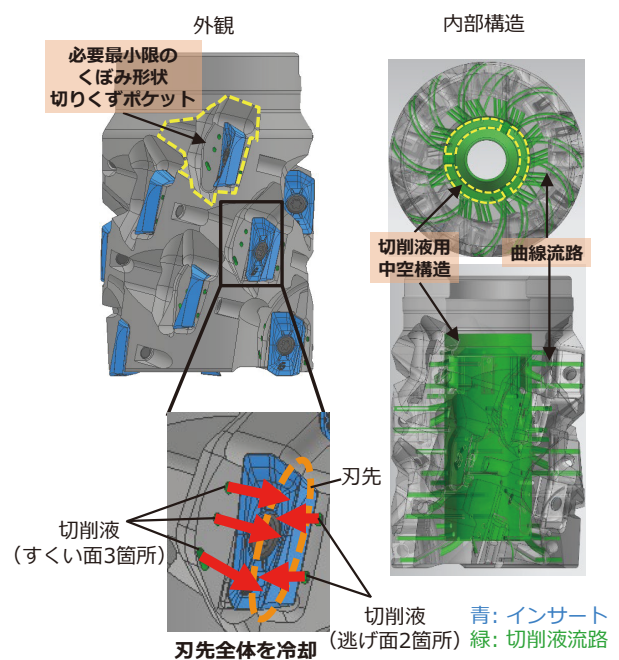 外観
内部構造
必要最小限の
くぼみ形状
切りくずポケット
切削液用
中空構造
曲線流路
刃先
切削液
（すくい面3箇所）
切削液
（逃げ面2箇所）
刃先全体を冷却
青: インサート
緑: 切削液流路